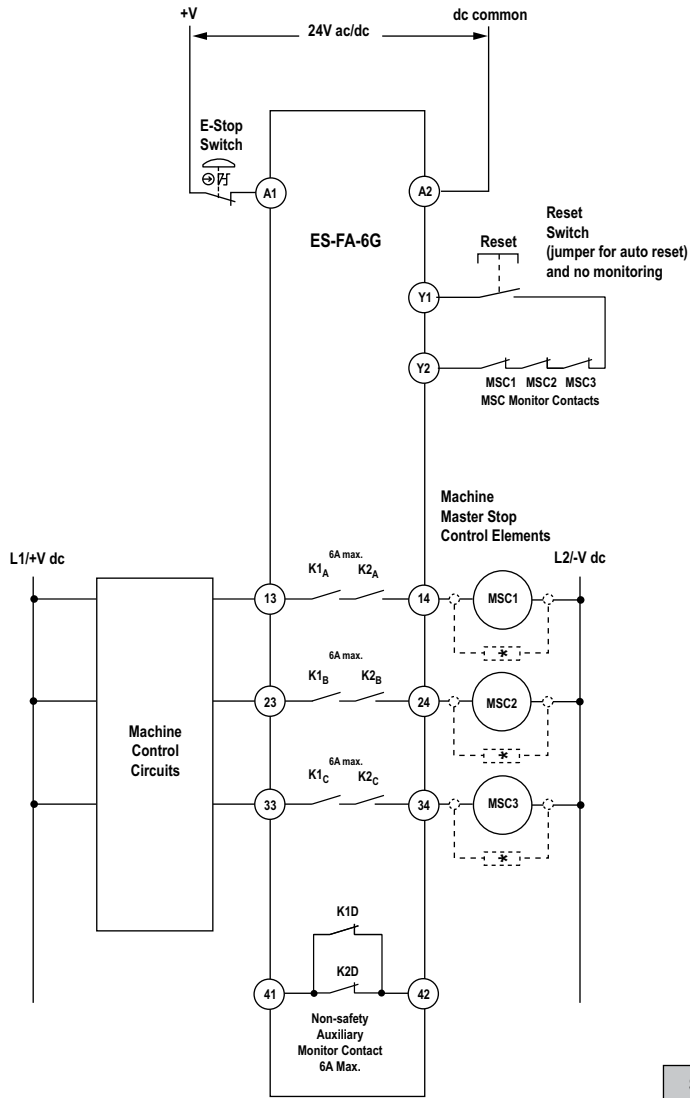 +V
24V ac/dc
dc common
E-Stop
Switch
A1
A2
ES-FA-6G
Reset
Switch
(jumper for auto reset)
and no monitoring
Reset
Y1
Y2
MSC1 MSC2 MSC3
MSC Monitor Contacts
Machine
Master Stop
Control Elements
L1/+V dc
L2/-V dc
6A max.
K1A K2A
13
14
MSC1
*
6A max.
K1B K2B
23
24
MSC2
*
Machine
Control
Circuits
6A max.
K1C K2C
33
34
MSC3
*
K1D
K2D
41
42
Non-safety
Auxiliary
Monitor Contact
6A Max.